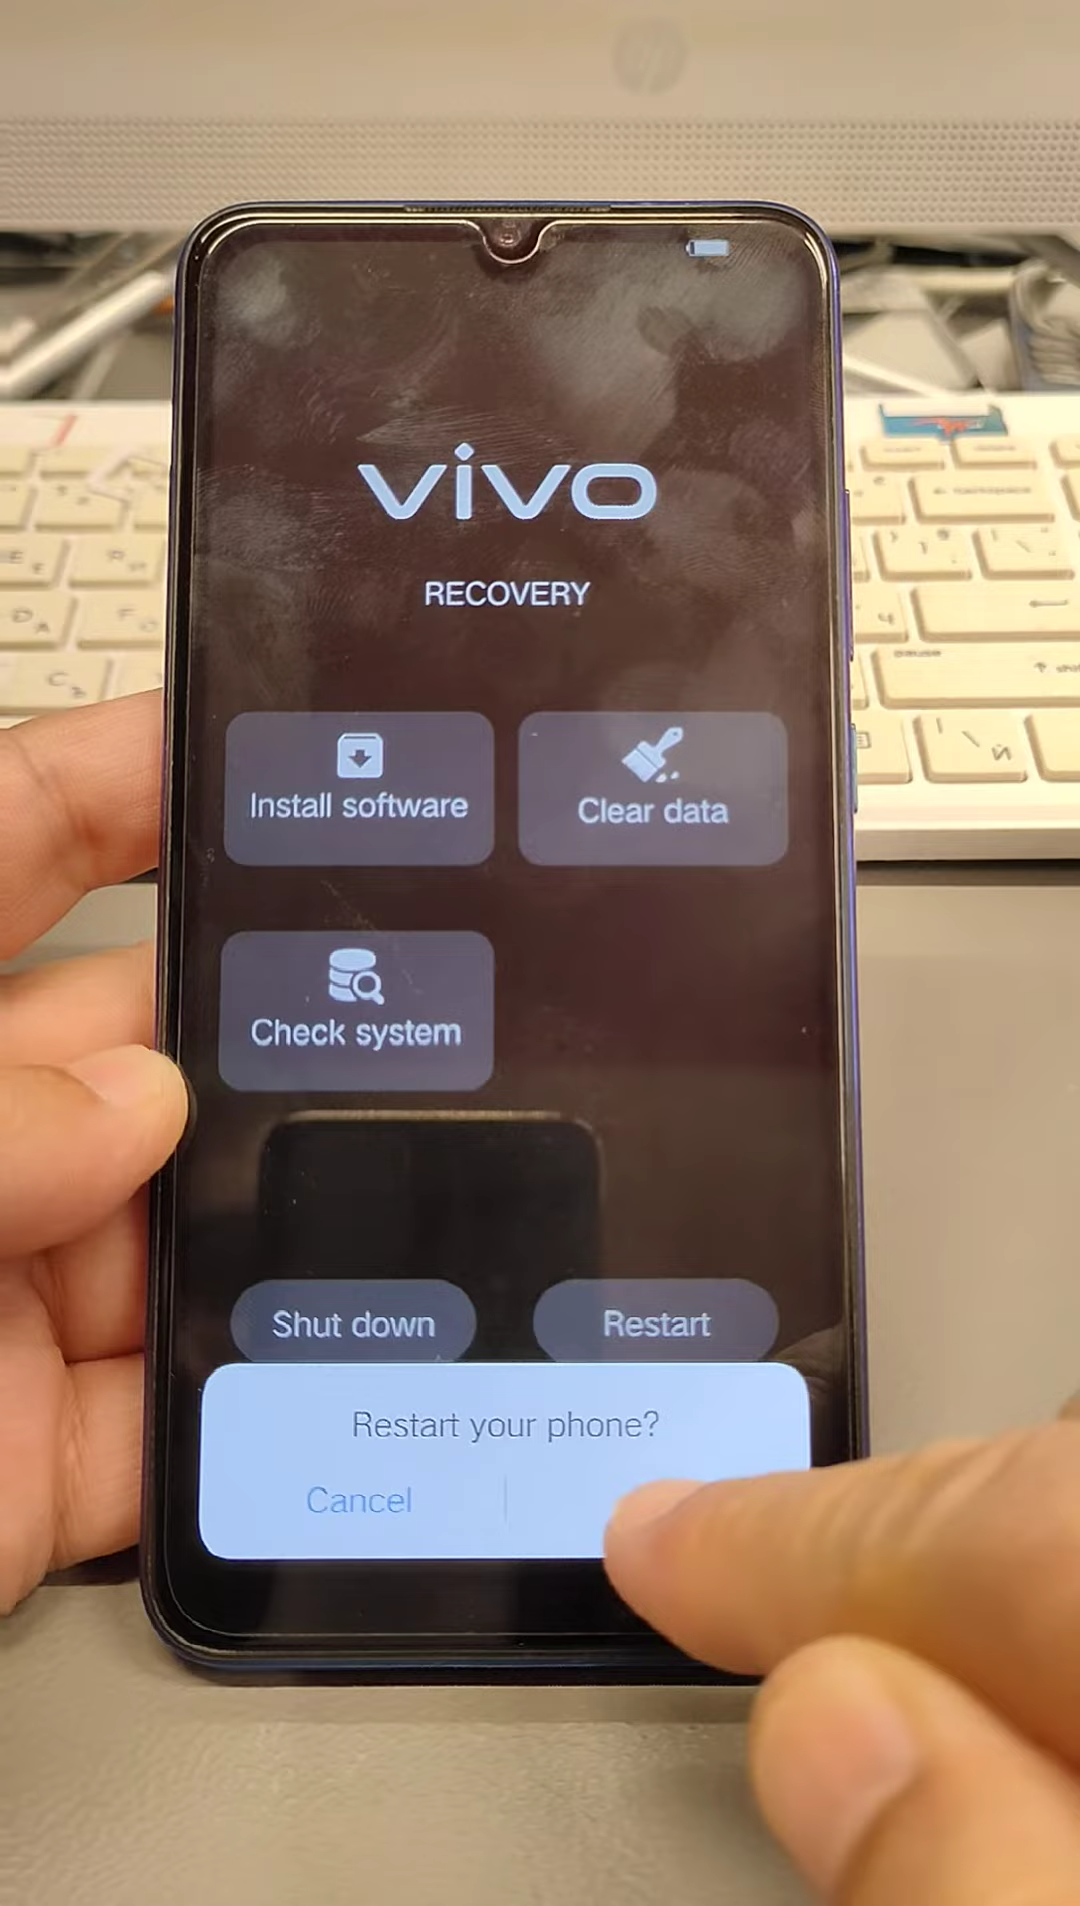 vivo
RECOVERY
Install software
Clear data
Check system
Shut down
Restart
Restart your phone?
Cancel